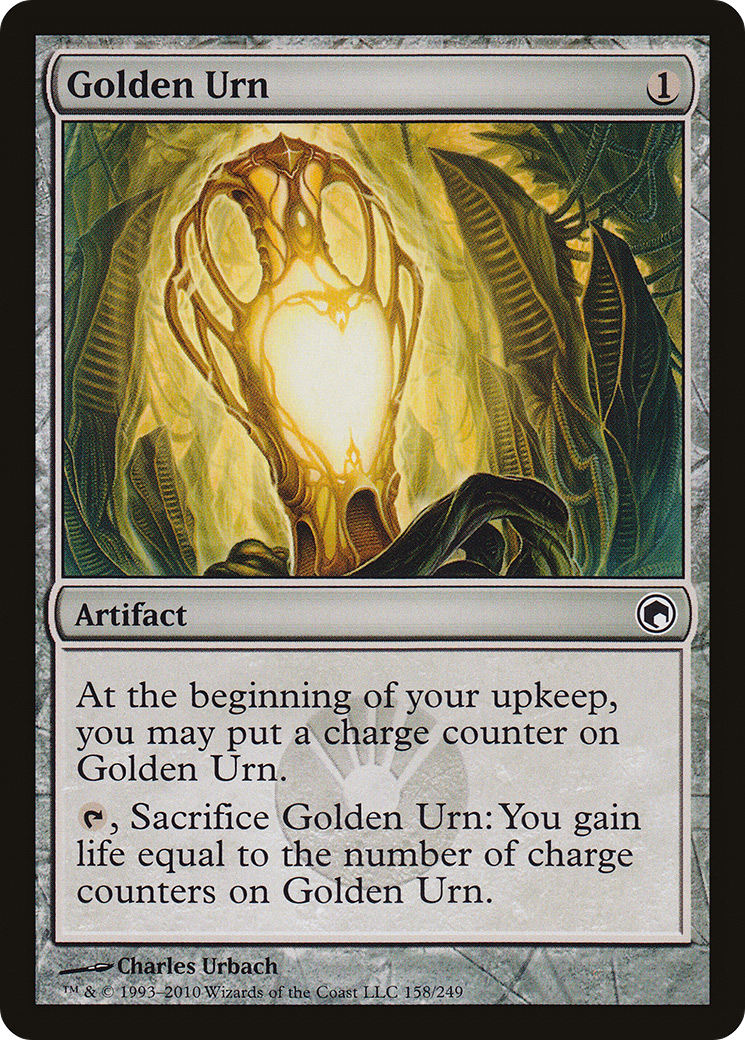 Golden Urn 1
Artifact
At the beginning of your upkeep,
you may put a charge counter on
Golden Urn.
, Sacrifice Golden Urn: You gain
life equal to the number of charge
counters on Golden Urn.
Charles Urbach
™ & © 1993–2010 Wizards of the Coast LLC 158/249